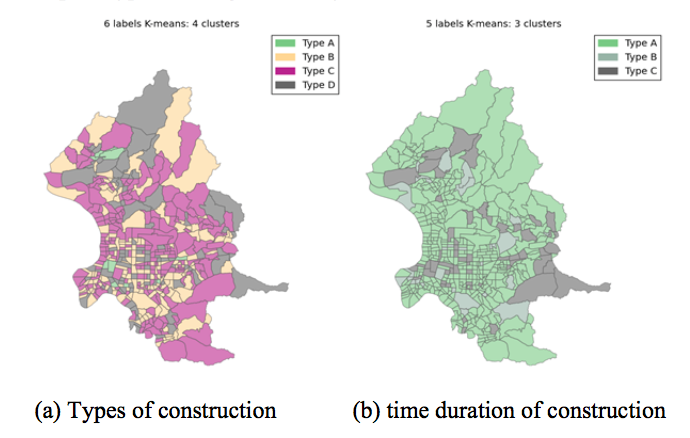 6 labels K-means: 4 clusters
Type A
Type B
Type C
Type D
5 labels K-means: 3 clusters
Type A
Type B
Type C
(a) Types of construction
(b) time duration of construction